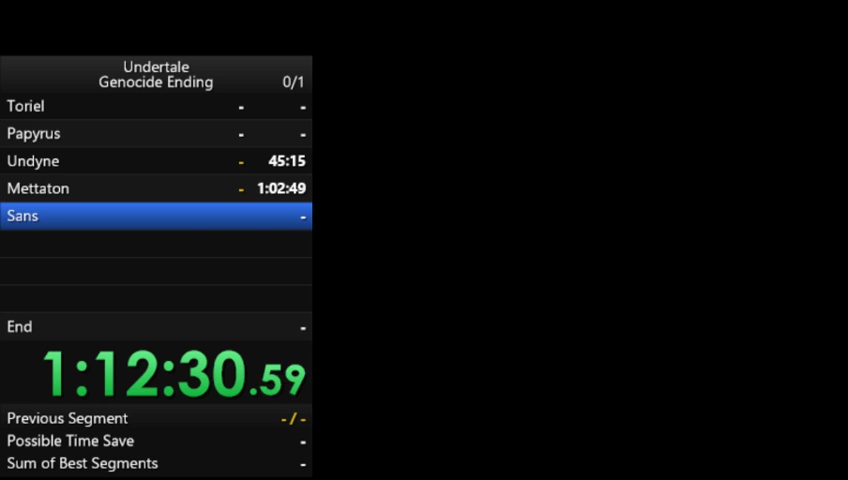 Undertale
Genocide Ending 0/1
Toriel - -
Papyrus - -
Undyne - 45:15
Mettaton - 1:02:49
Sans -
End -
1:12:30.59
Previous Segment - / -
Possible Time Save -
Sum of Best Segments -